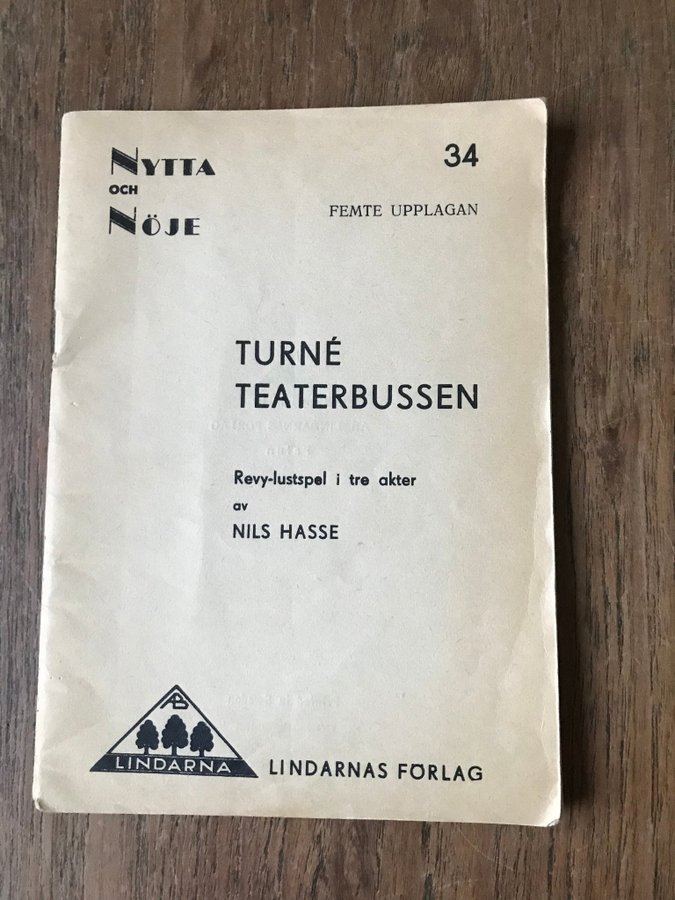 NYTTA
OCH
NÖJE
34
FEMTE UPPLAGAN
TURNÉ
TEATERBUSSEN
Revy-lustspel i tre akter
av
NILS HASSE
AB
LINDARNA
LINDARNAS FÖRLAG